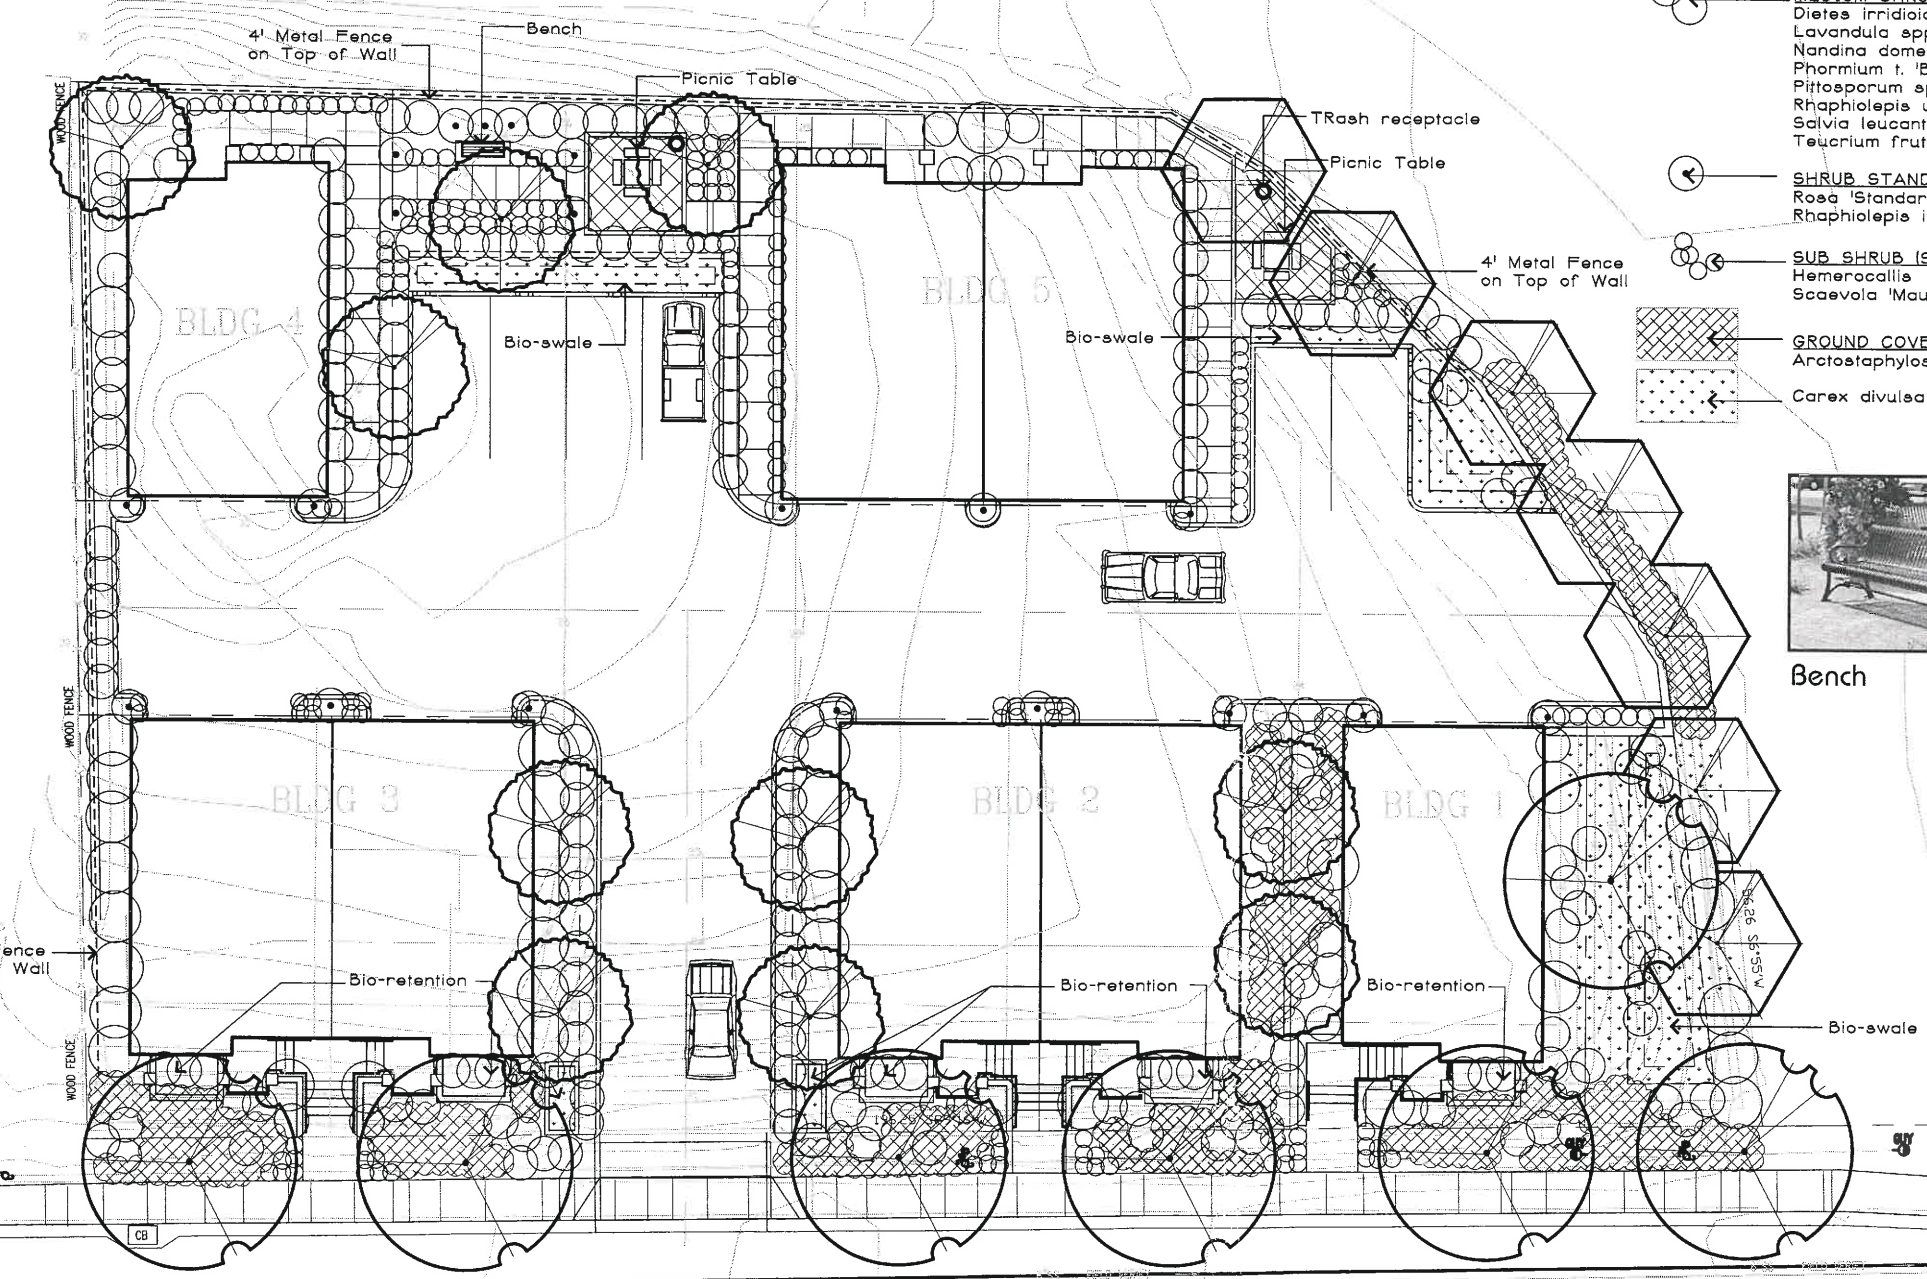 4' Metal Fence
on Top of Wall
Bench
Picnic Table
WOOD FENCE
TRash receptacle
Picnic Table
4' Metal Fence
on Top of Wall
BLDG 4
BLDG 5
Bio-swale
Bio-swale
Dietes irridioi
Lavandula spp
Nandina dome
Phormium t. 'B
Pittosporum sp
Rhaphiolepis u
Salvia leucant
Teucrium frut
SHRUB STAND
Rosa 'Standar
Rhaphiolepis i
SUB SHRUB (S
Hemerocallis
Scaevola 'Mau
GROUND COVE
Arctostaphylos
Carex divulsa
Bench
WOOD FENCE
BLDG 3
BLDG 2
BLDG 1
ence
Wall
Bio-retention
Bio-retention
Bio-retention
Bio-swale
WOOD FENCE
GUY
GUY
CB